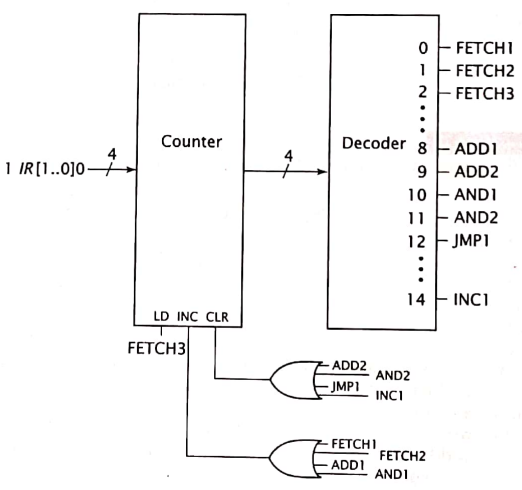 0 FETCH1
1 FETCH2
2 FETCH3
Counter
Decoder
4
4
1 IR[1..0]0
8 ADD1
9 ADD2
10 AND1
11 AND2
12 JMP1
14 INC1
LD INC CLR
FETCH3
ADD2
AND2
JMP1
INC1
FETCH1
FETCH2
ADD1
AND1